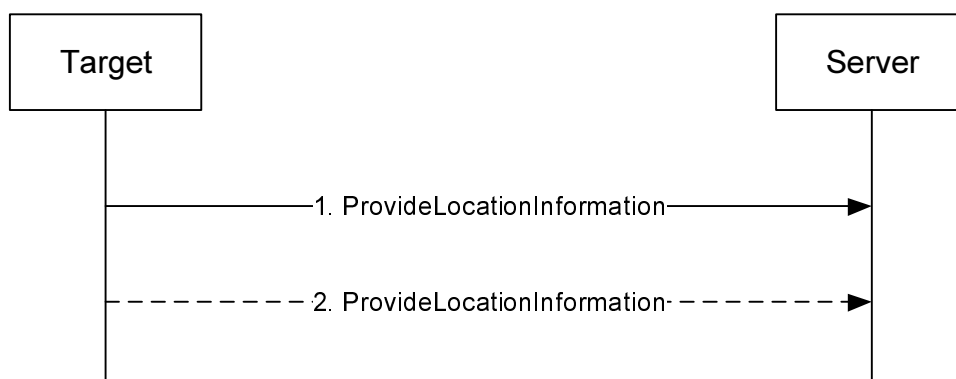 Target
Server
1. ProvideLocationInformation
2. ProvideLocationInformation